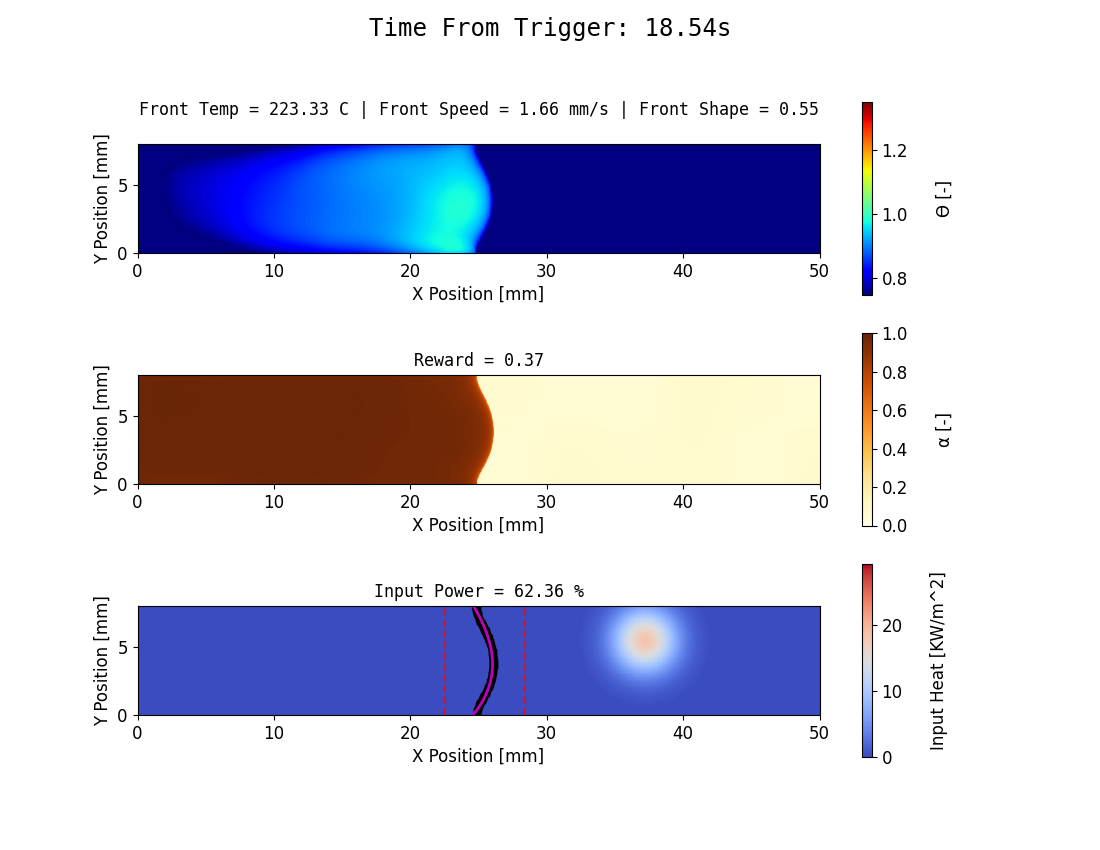 Time From Trigger: 18.54s
Front Temp = 223.33 C | Front Speed = 1.66 mm/s | Front Shape = 0.55
Y Position [mm]
5
0
0 10 20 30 40 50
X Position [mm]
1.2
1.0
0.8
Θ [-]
Reward = 0.37
Y Position [mm]
5
0
0 10 20 30 40 50
X Position [mm]
1.0
0.8
0.6
0.4
0.2
0.0
α [-]
Input Power = 62.36 %
Y Position [mm]
5
0
0 10 20 30 40 50
X Position [mm]
20
10
0
Input Heat [KW/m^2]